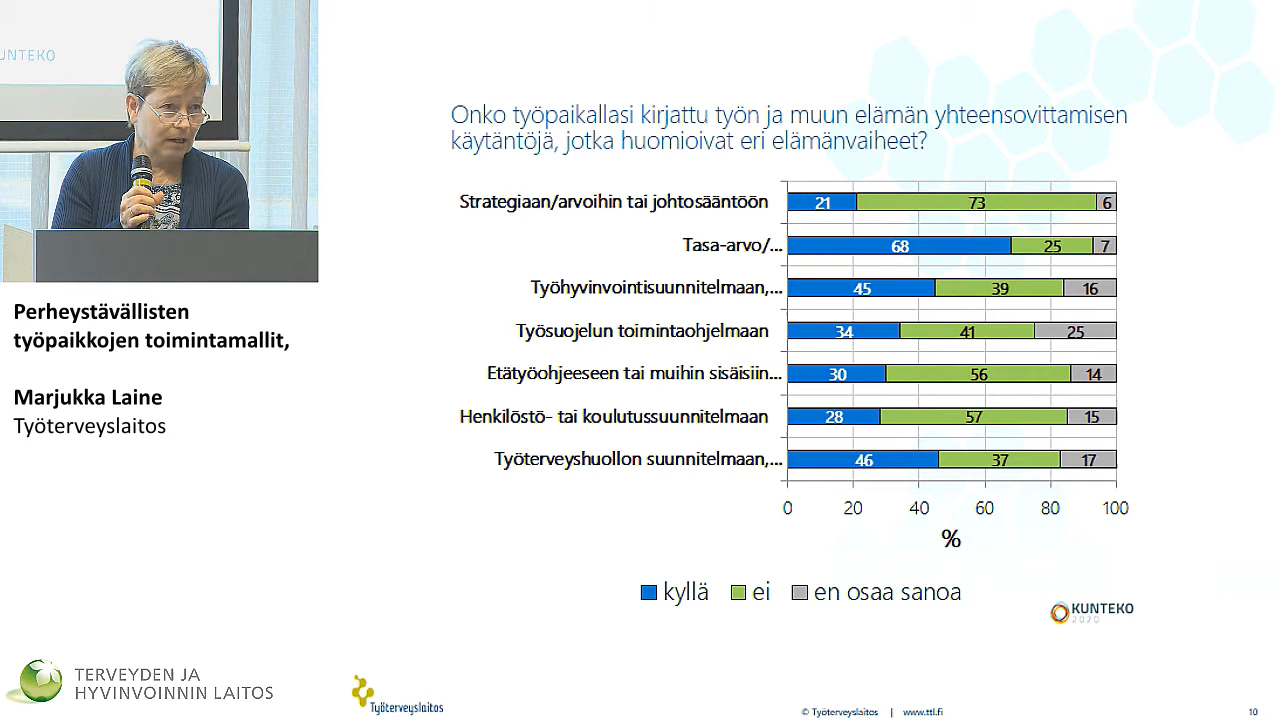 UNTEKO
Perheystävällisten
työpaikkojen toimintamallit,
Marjukka Laine
Työterveyslaitos
TERVEYDEN JA
HYVINVOINNIN LAITOS
Onko työpaikallasi kirjattu työn ja muun elämän yhteensovittamisen
käytäntöjä, jotka huomioivat eri elämänvaiheet?
Strategiaan/arvoihin tai johtosääntöön 21 73 6
Tasa-arvo/... 68 25 7
Työhyvinvointisuunnitelmaan,... 45 39 16
Työsuojelun toimintaohjelmaan 34 41 25
Etätyöohjeeseen tai muihin sisäisiin... 30 56 14
Henkilöstö- tai koulutussuunnitelmaan 28 57 15
Työterveyshuollon suunnitelmaan,... 46 37 17
0 20 40 60 80 100
%
kyllä ei en osaa sanoa
KUNTEKO
2020
Työterveyslaitos
© Työterveyslaitos | www.ttl.fi
10